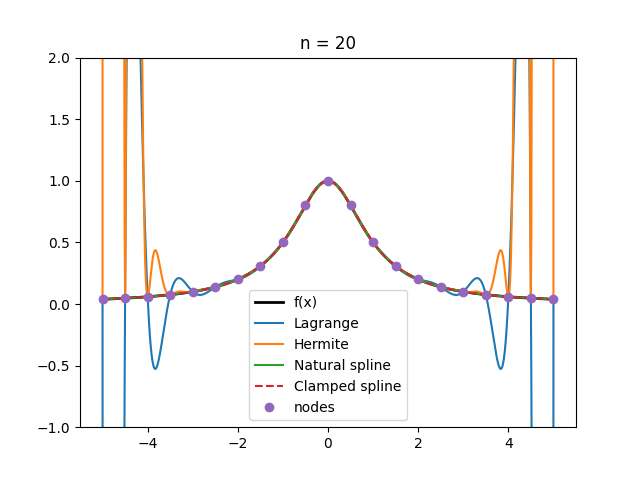 n = 20
2.0
1.5
1.0
0.5
0.0
−0.5
−1.0
f(x)
Lagrange
Hermite
Natural spline
Clamped spline
nodes
−4
−2
0
2
4